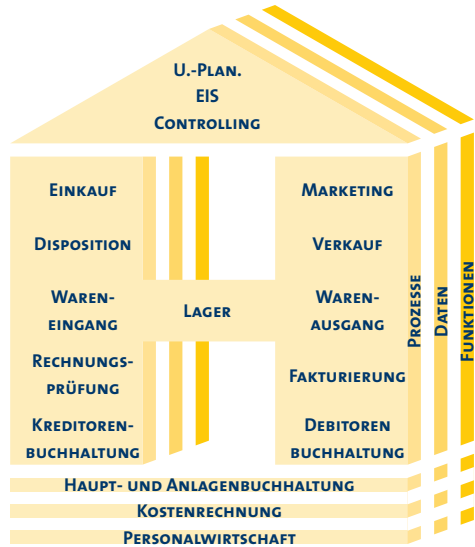 U.-PLAN.
EIS
CONTROLLING
EINKAUF
DISPOSITION
WAREN-
EINGANG
RECHNUNGS-
PRÜFUNG
KREDITOREN-
BUCHHALTUNG
LAGER
MARKETING
VERKAUF
WAREN-
AUSGANG
FAKTURIERUNG
DEBITOREN
BUCHHALTUNG
PROZESSE
DATEN
FUNKTIONEN
HAUPT- UND ANLAGENBUCHHALTUNG
KOSTENRECHNUNG
PERSONALWIRTSCHAFT